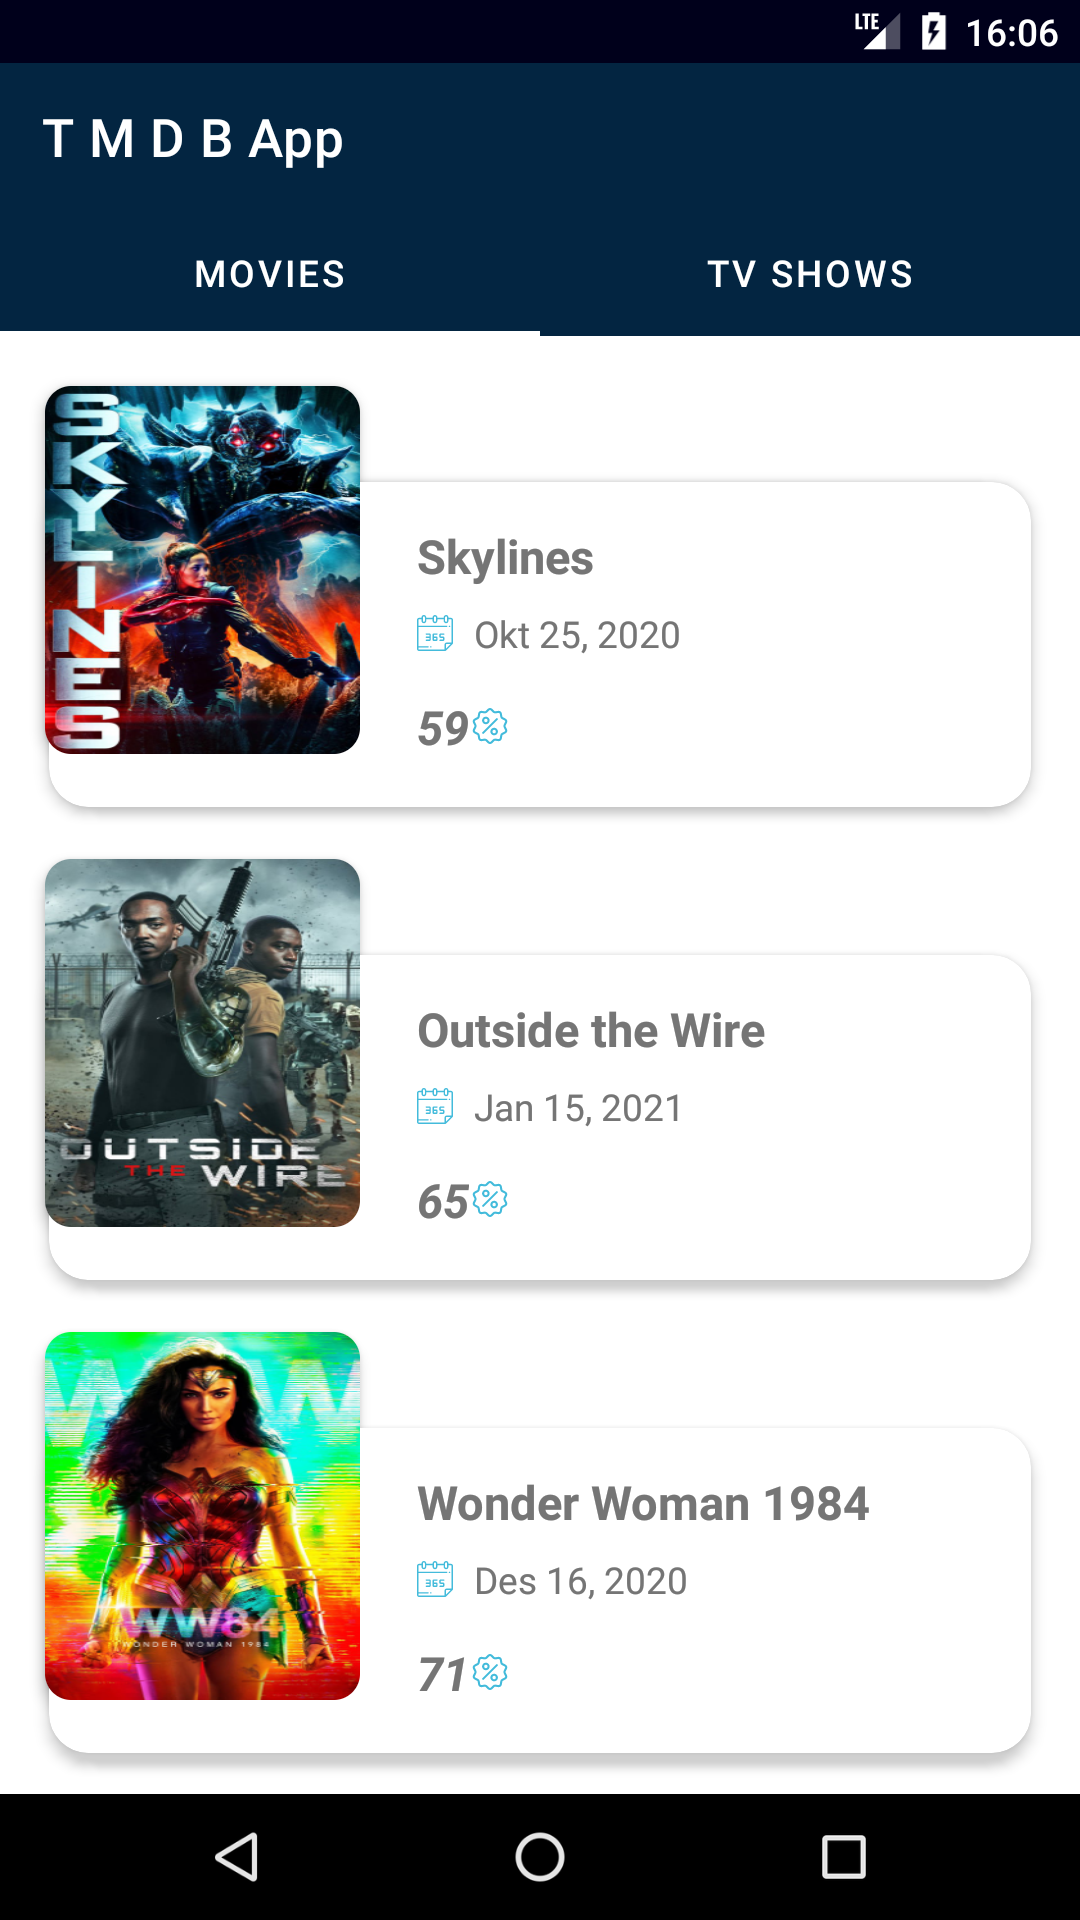 LTE 16:06
T M D B App
MOVIES TV SHOWS
SKYLINES
Skylines
365 Okt 25, 2020
59%
OUTSIDE
THE WIRE
Outside the Wire
365 Jan 15, 2021
65%
WW84
WONDER WOMAN 1984
Wonder Woman 1984
365 Des 16, 2020
71%